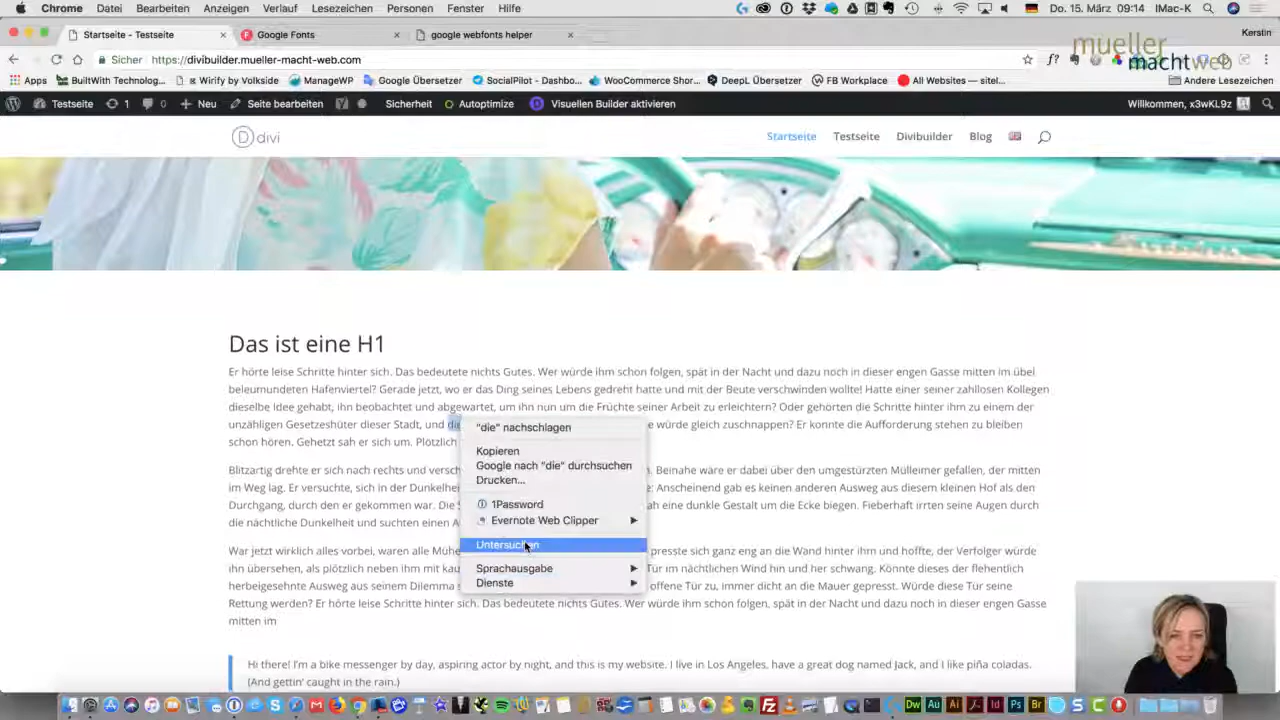 Chrome Datei Bearbeiten Anzeigen Verlauf Lesezeichen Personen Fenster Hilfe Do. 15. März 09:14 iMac-K
Startseite - Testseite Google Fonts google webfonts helper Kerstin
mueller
machtweb
Sicher https://divibuilder.mueller-macht-web.com
Apps BuiltWith Technolog... Wirify by Volkside ManageWP Google Übersetzer SocialPilot - Dashbo... WooCommerce Shor... DeepL Übersetzer FB Workplace All Websites — sitel... Andere Lesezeichen
Testseite 1 0 Neu Seite bearbeiten Sicherheit Autoptimize Visuellen Builder aktivieren Willkommen, x3wKL9z
divi Startseite Testseite Divibuilder Blog
Das ist eine H1
Er hörte leise Schritte hinter sich. Das bedeutete nichts Gutes. Wer würde ihm schon folgen, spät in der Nacht und dazu noch in dieser engen Gasse mitten im übel
beleumundeten Hafenviertel? Gerade jetzt, wo er das Ding seines Lebens gedreht hatte und mit der Beute verschwinden wollte! Hatte einer seiner zahllosen Kollegen
dieselbe Idee gehabt, ihn beobachtet und abgewartet, um ihn nun um die Früchte seiner Arbeit zu erleichtern? Oder gehörten die Schritte hinter ihm zu einem der
unzähligen Gesetzeshüter dieser Stadt, und würde gleich zuschnappen? Er konnte die Aufforderung stehen zu bleiben
schon hören. Gehetzt sah er sich um. Plötzlich
"die" nachschlagen
Kopieren
Google nach "die" durchsuchen
Drucken...
1Password
Evernote Web Clipper
Untersuchen
Sprachausgabe
Dienste
Blitzartig drehte er sich nach rechts und versch Beinahe wäre er dabei über den umgestürzten Mülleimer gefallen, der mitten
im Weg lag. Er versuchte, sich in der Dunkelhe Anscheinend gab es keinen anderen Ausweg aus diesem kleinen Hof als den
Durchgang, durch den er gekommen war. Die ah eine dunkle Gestalt um die Ecke biegen. Fieberhaft irrten seine Augen durch
die nächtliche Dunkelheit und suchten einen A
War jetzt wirklich alles vorbei, waren alle Mühe presste sich ganz eng an die Wand hinter ihm und hoffte, der Verfolger würde
ihn übersehen, als plötzlich neben ihm mit kau Tür im nächtlichen Wind hin und her schwang. Könnte dieses der flehentlich
herbeigesehnte Ausweg aus seinem Dilemma offene Tür zu, immer dicht an die Mauer gepresst. Würde diese Tür seine
Rettung werden? Er hörte leise Schritte hinter sich. Das bedeutete nichts Gutes. Wer würde ihm schon folgen, spät in der Nacht und dazu noch in dieser engen Gasse
mitten im
Hi there! I'm a bike messenger by day, aspiring actor by night, and this is my website. I live in Los Angeles, have a great dog named Jack, and I like piña coladas.
(And gettin' caught in the rain.)
Dw Au Ai Id Ps Br